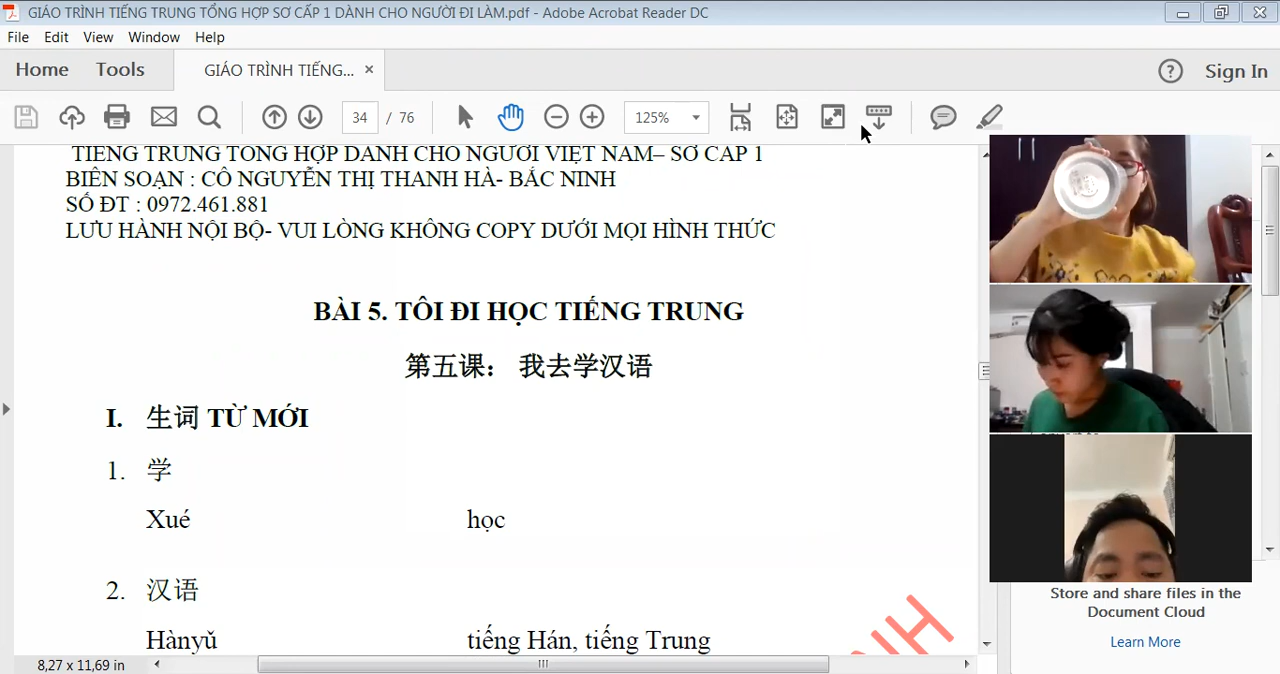 GIÁO TRÌNH TIẾNG TRUNG TỔNG HỢP SƠ CẤP 1 DÀNH CHO NGƯỜI ĐI LÀM.pdf - Adobe Acrobat Reader DC
File Edit View Window Help
Home Tools GIÁO TRÌNH TIẾNG... × ? Sign In
34 / 76 125%
TIẾNG TRUNG TỔNG HỢP DÀNH CHO NGƯỜI VIỆT NAM– SƠ CẤP 1
BIÊN SOẠN : CÔ NGUYỄN THỊ THANH HÀ- BẮC NINH
SỐ ĐT : 0972.461.881
LƯU HÀNH NỘI BỘ- VUI LÒNG KHÔNG COPY DƯỚI MỌI HÌNH THỨC
BÀI 5. TÔI ĐI HỌC TIẾNG TRUNG
第五课： 我去学汉语
I. 生词 TỪ MỚI
1. 学
Xué học
2. 汉语
Hànyǔ tiếng Hán, tiếng Trung
Store and share files in the
Document Cloud
Learn More
8,27 x 11,69 in